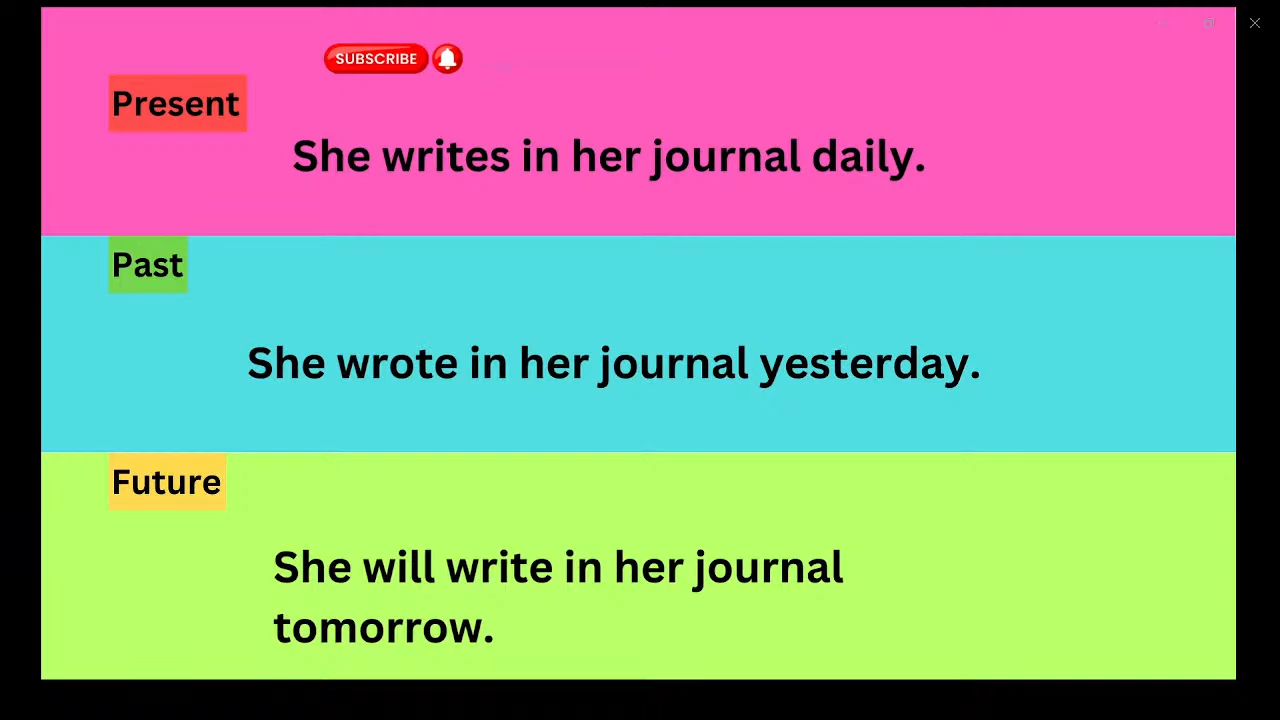 SUBSCRIBE
Present
She writes in her journal daily.
Past
She wrote in her journal yesterday.
Future
She will write in her journal
tomorrow.